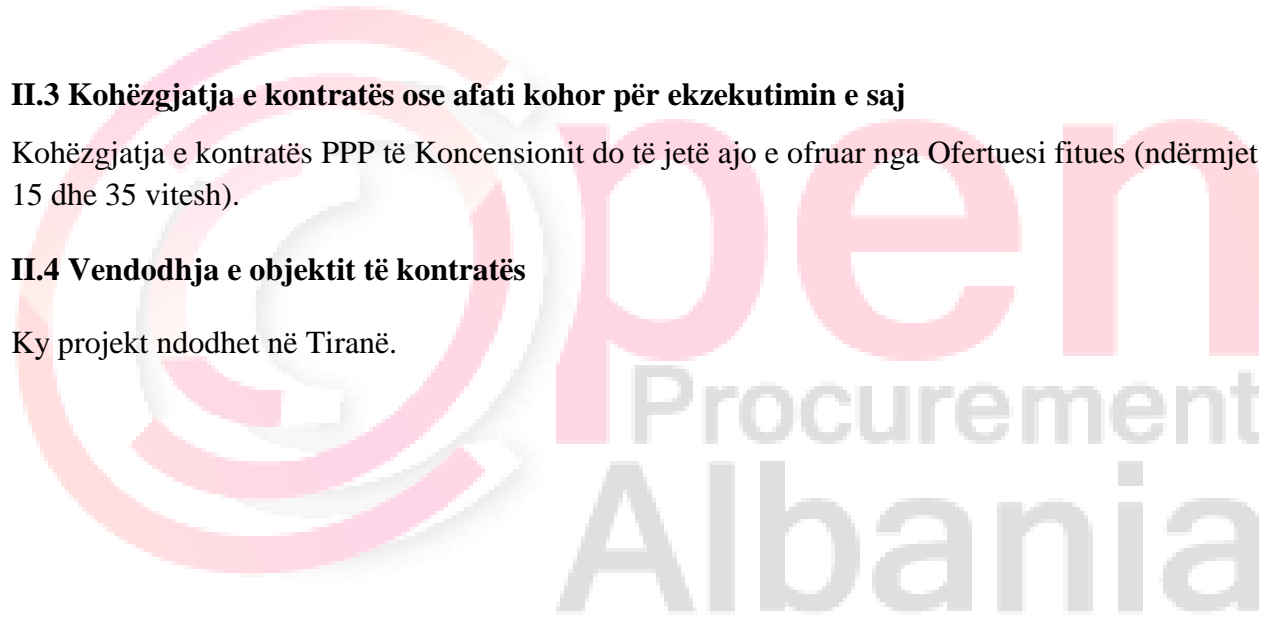 II.3 Kohëzgjatja e kontratës ose afati kohor për ekzekutimin e saj
Kohëzgjatja e kontratës PPP të Koncensionit do të jetë ajo e ofruar nga Ofertuesi fitues (ndërmjet
15 dhe 35 vitesh).
II.4 Vendodhja e objektit të kontratës
Ky projekt ndodhet në Tiranë.
Open
Procurement
Albania